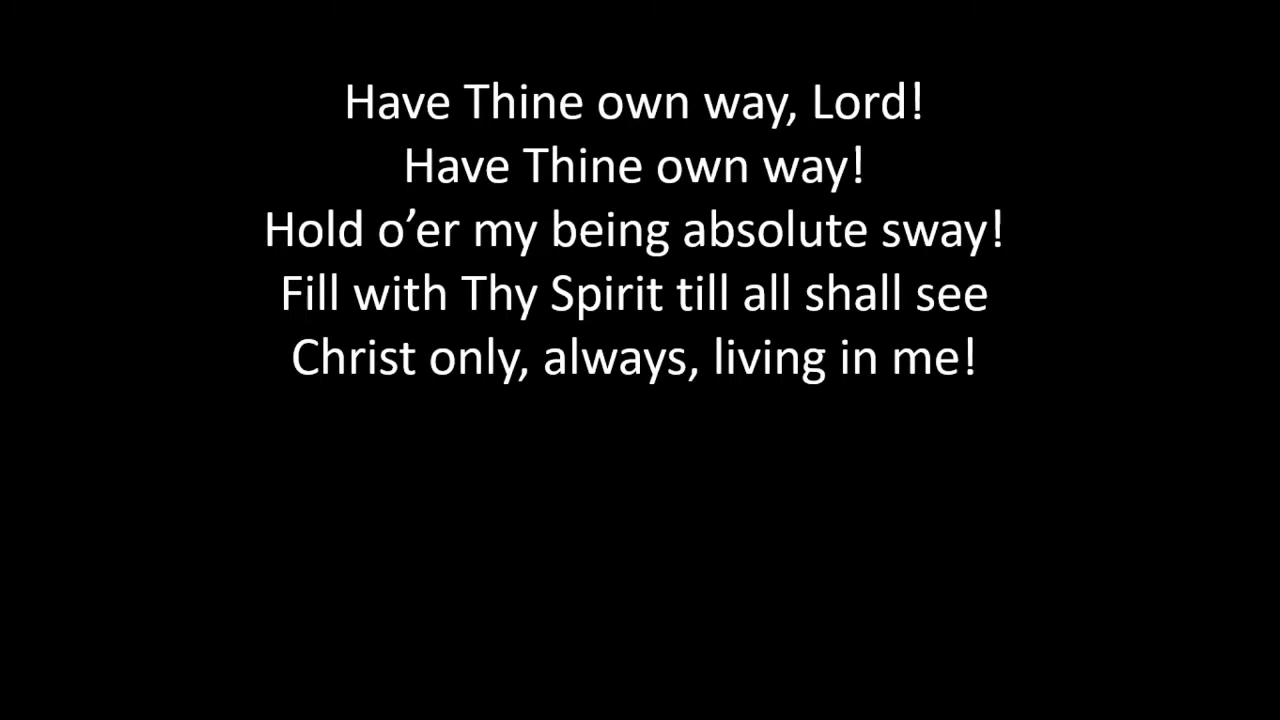 Have Thine own way, Lord!
Have Thine own way!
Hold o’er my being absolute sway!
Fill with Thy Spirit till all shall see
Christ only, always, living in me!